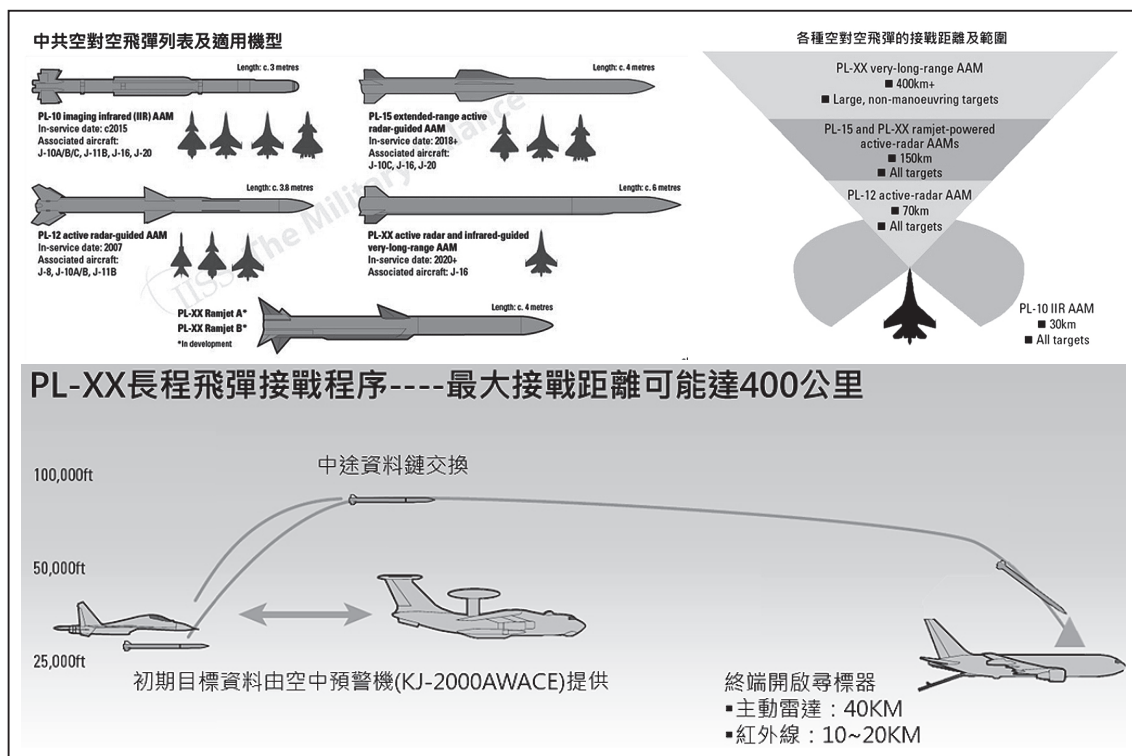 中共空對空飛彈列表及適用機型
Length: c. 3 metres
PL-10 imaging infrared (IIR) AAM
In-service date: c2015
Associated aircraft:
J-10A/B/C, J-11B, J-16, J-20
Length: c. 4 metres
PL-15 extended-range active
radar-guided AAM
In-service date: 2018+
Associated aircraft:
J-10C, J-16, J-20
Length: c. 3.8 metres
PL-12 active radar-guided AAM
In-service date: 2007
Associated aircraft:
J-8, J-10A/B, J-11B
Length: c. 6 metres
PL-XX active radar and infrared-guided
very-long-range AAM
In-service date: 2020+
Associated aircraft: J-16
PL-XX Ramjet A*
PL-XX Ramjet B*
*In development
Length: c. 4 metres
IISS The Military Balance
各種空對空飛彈的接戰距離及範圍
PL-XX very-long-range AAM
■ 400km+
■ Large, non-manoeuvring targets
PL-15 and PL-XX ramjet-powered
active-radar AAMs
■ 150km
■ All targets
PL-12 active-radar AAM
■ 70km
■ All targets
PL-10 IIR AAM
■ 30km
■ All targets
PL-XX長程飛彈接戰程序----最大接戰距離可能達400公里
中途資料鏈交換
100,000ft
50,000ft
25,000ft
初期目標資料由空中預警機(KJ-2000AWACE)提供
終端開啟尋標器
▪主動雷達：40KM
▪紅外線：10~20KM